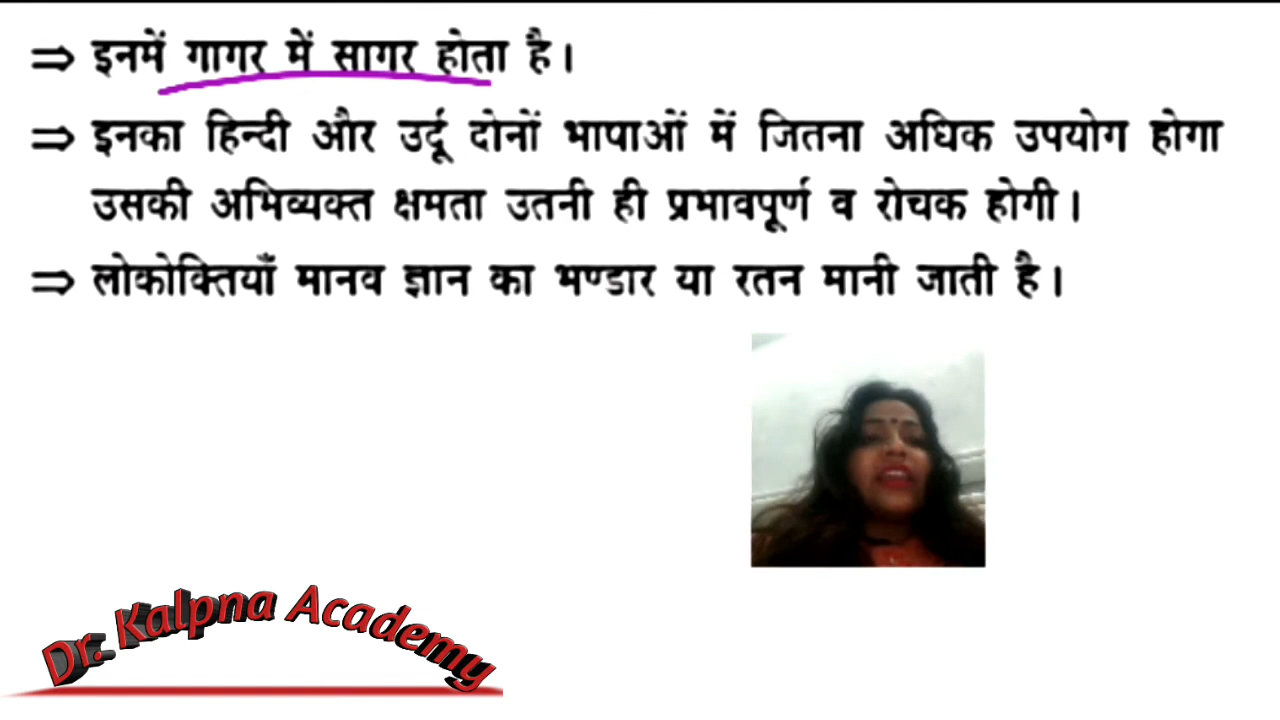 ⇒ इनमें गागर में सागर होता है।
⇒ इनका हिन्दी और उर्दू दोनों भाषाओं में जितना अधिक उपयोग होगा
उसकी अभिव्यक्त क्षमता उतनी ही प्रभावपूर्ण व रोचक होगी।
⇒ लोकोक्तियाँ मानव ज्ञान का भण्डार या रतन मानी जाती है।
Dr. Kalpna Academy